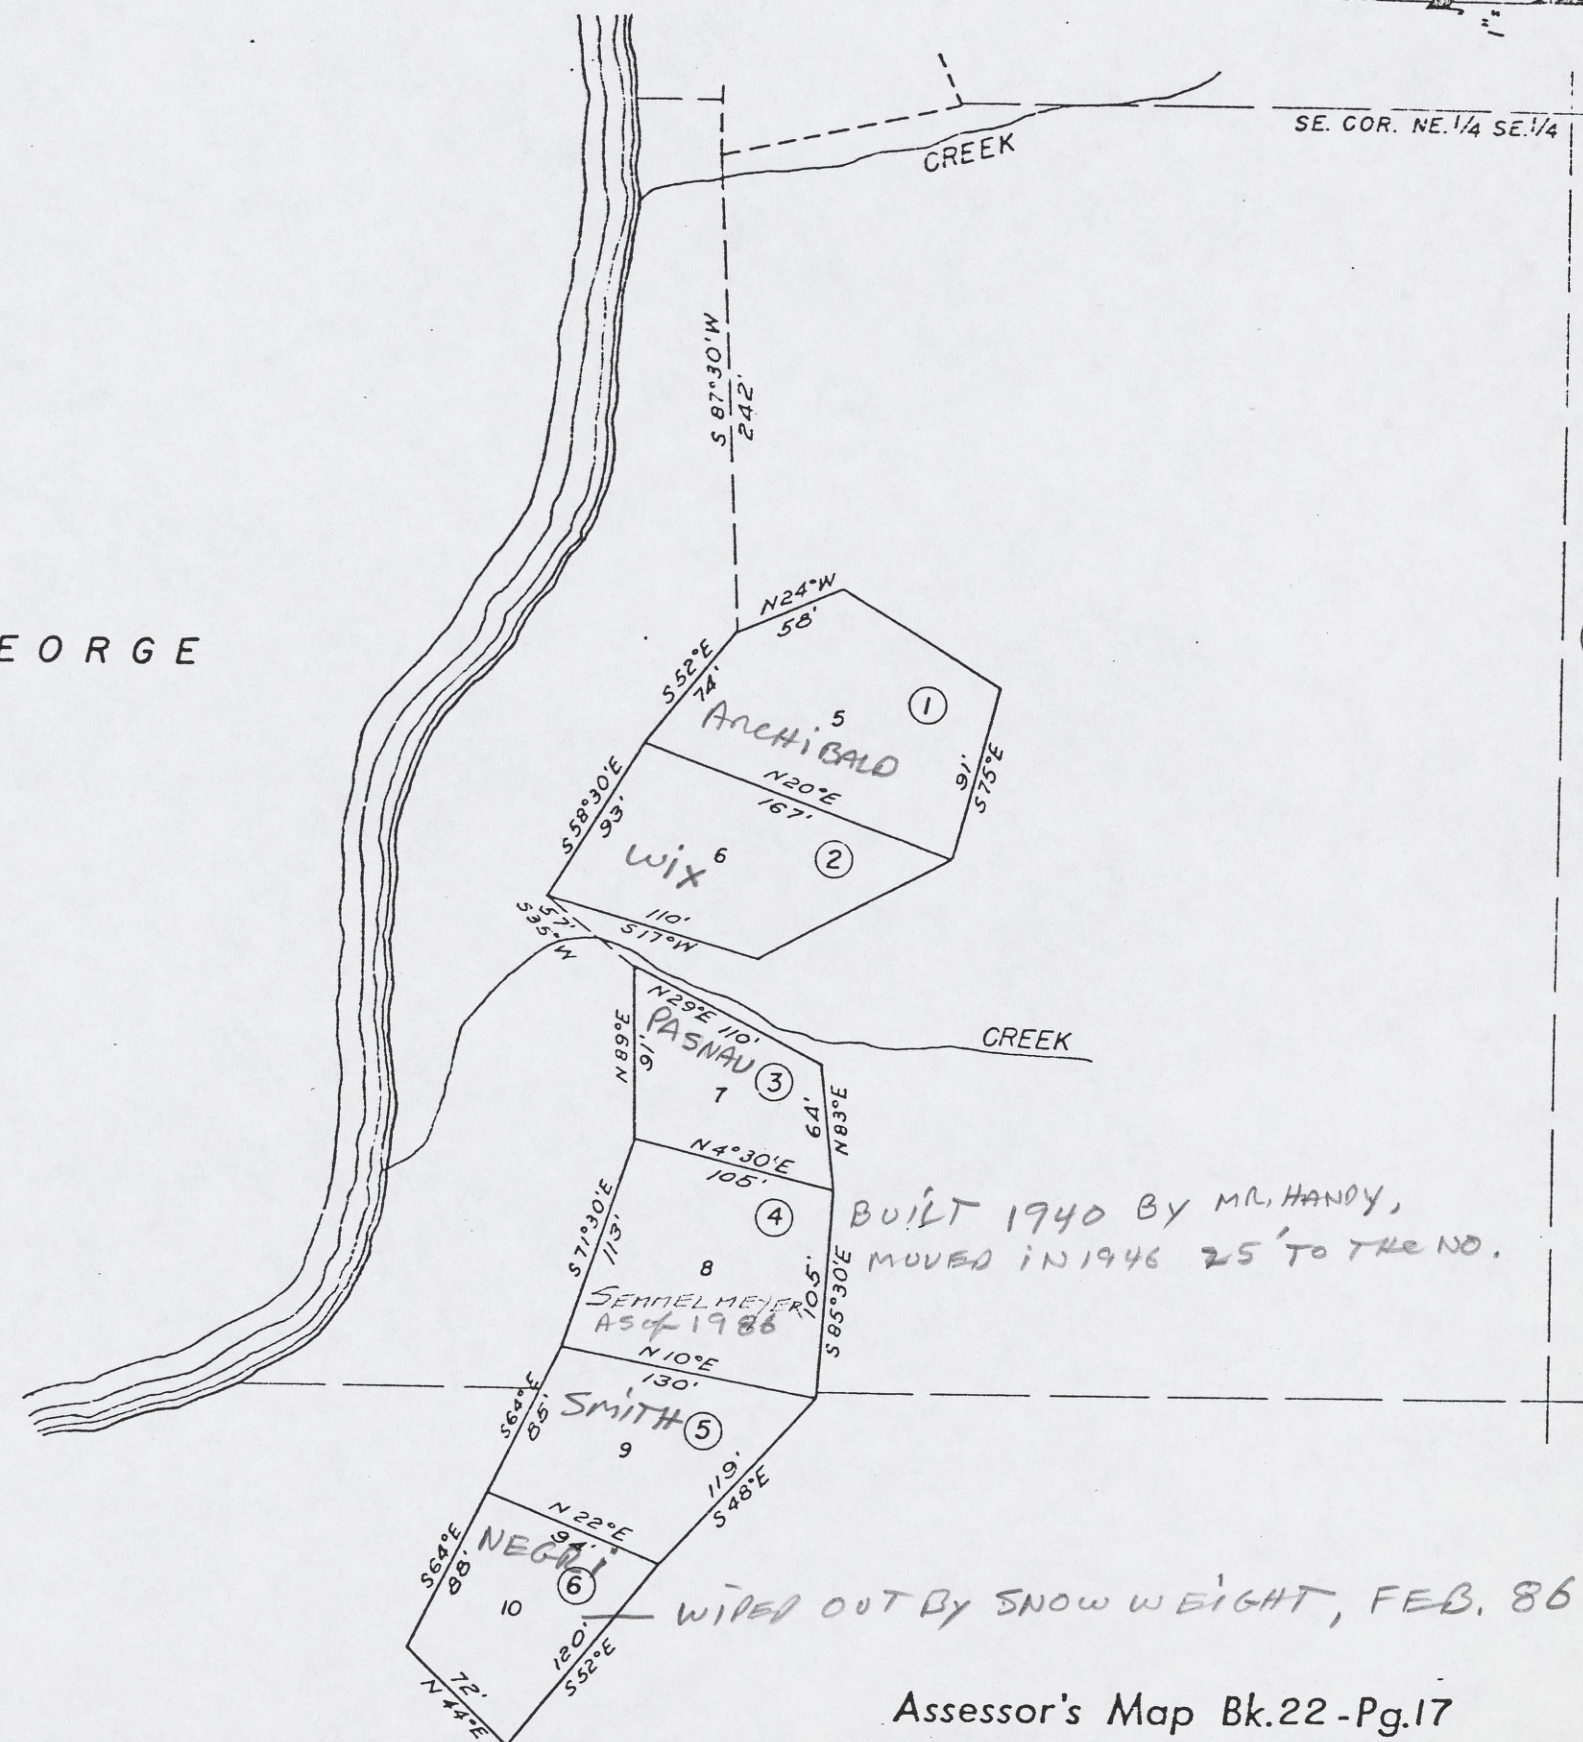 ="
SE. COR. NE.1/4 SE.1/4
CREEK
S 87°30'W
242'
EORGE
N24°W
58'
S52°E
74'
5
①
ARCHiBALD
91'
S75°E
N20°E
167'
S58°30'E
93'
Wix
6
②
57'
S35°W
110'
S17°W
N29°E 110'
PASNAU
③
7
N89°E
91'
CREEK
64'
N83°E
N4°30'E
105'
④
BUiLT 1940 By MR. HANDY,
MOVED iN 1946 25' TO THe NO.
S71°30'E
113'
8
SEMMELMEYER
AS of 1986
105'
S85°30'E
N10°E
130'
S64°E
85'
SMiTH
⑤
9
119'
S48°E
N22°E
94'
NEGRi
⑥
10
S64°E
88'
WiPED OUT By SNOW WEiGHT, FEB. 86
120'
S52°E
72'
N44°E
Assessor's Map Bk.22-Pg.17